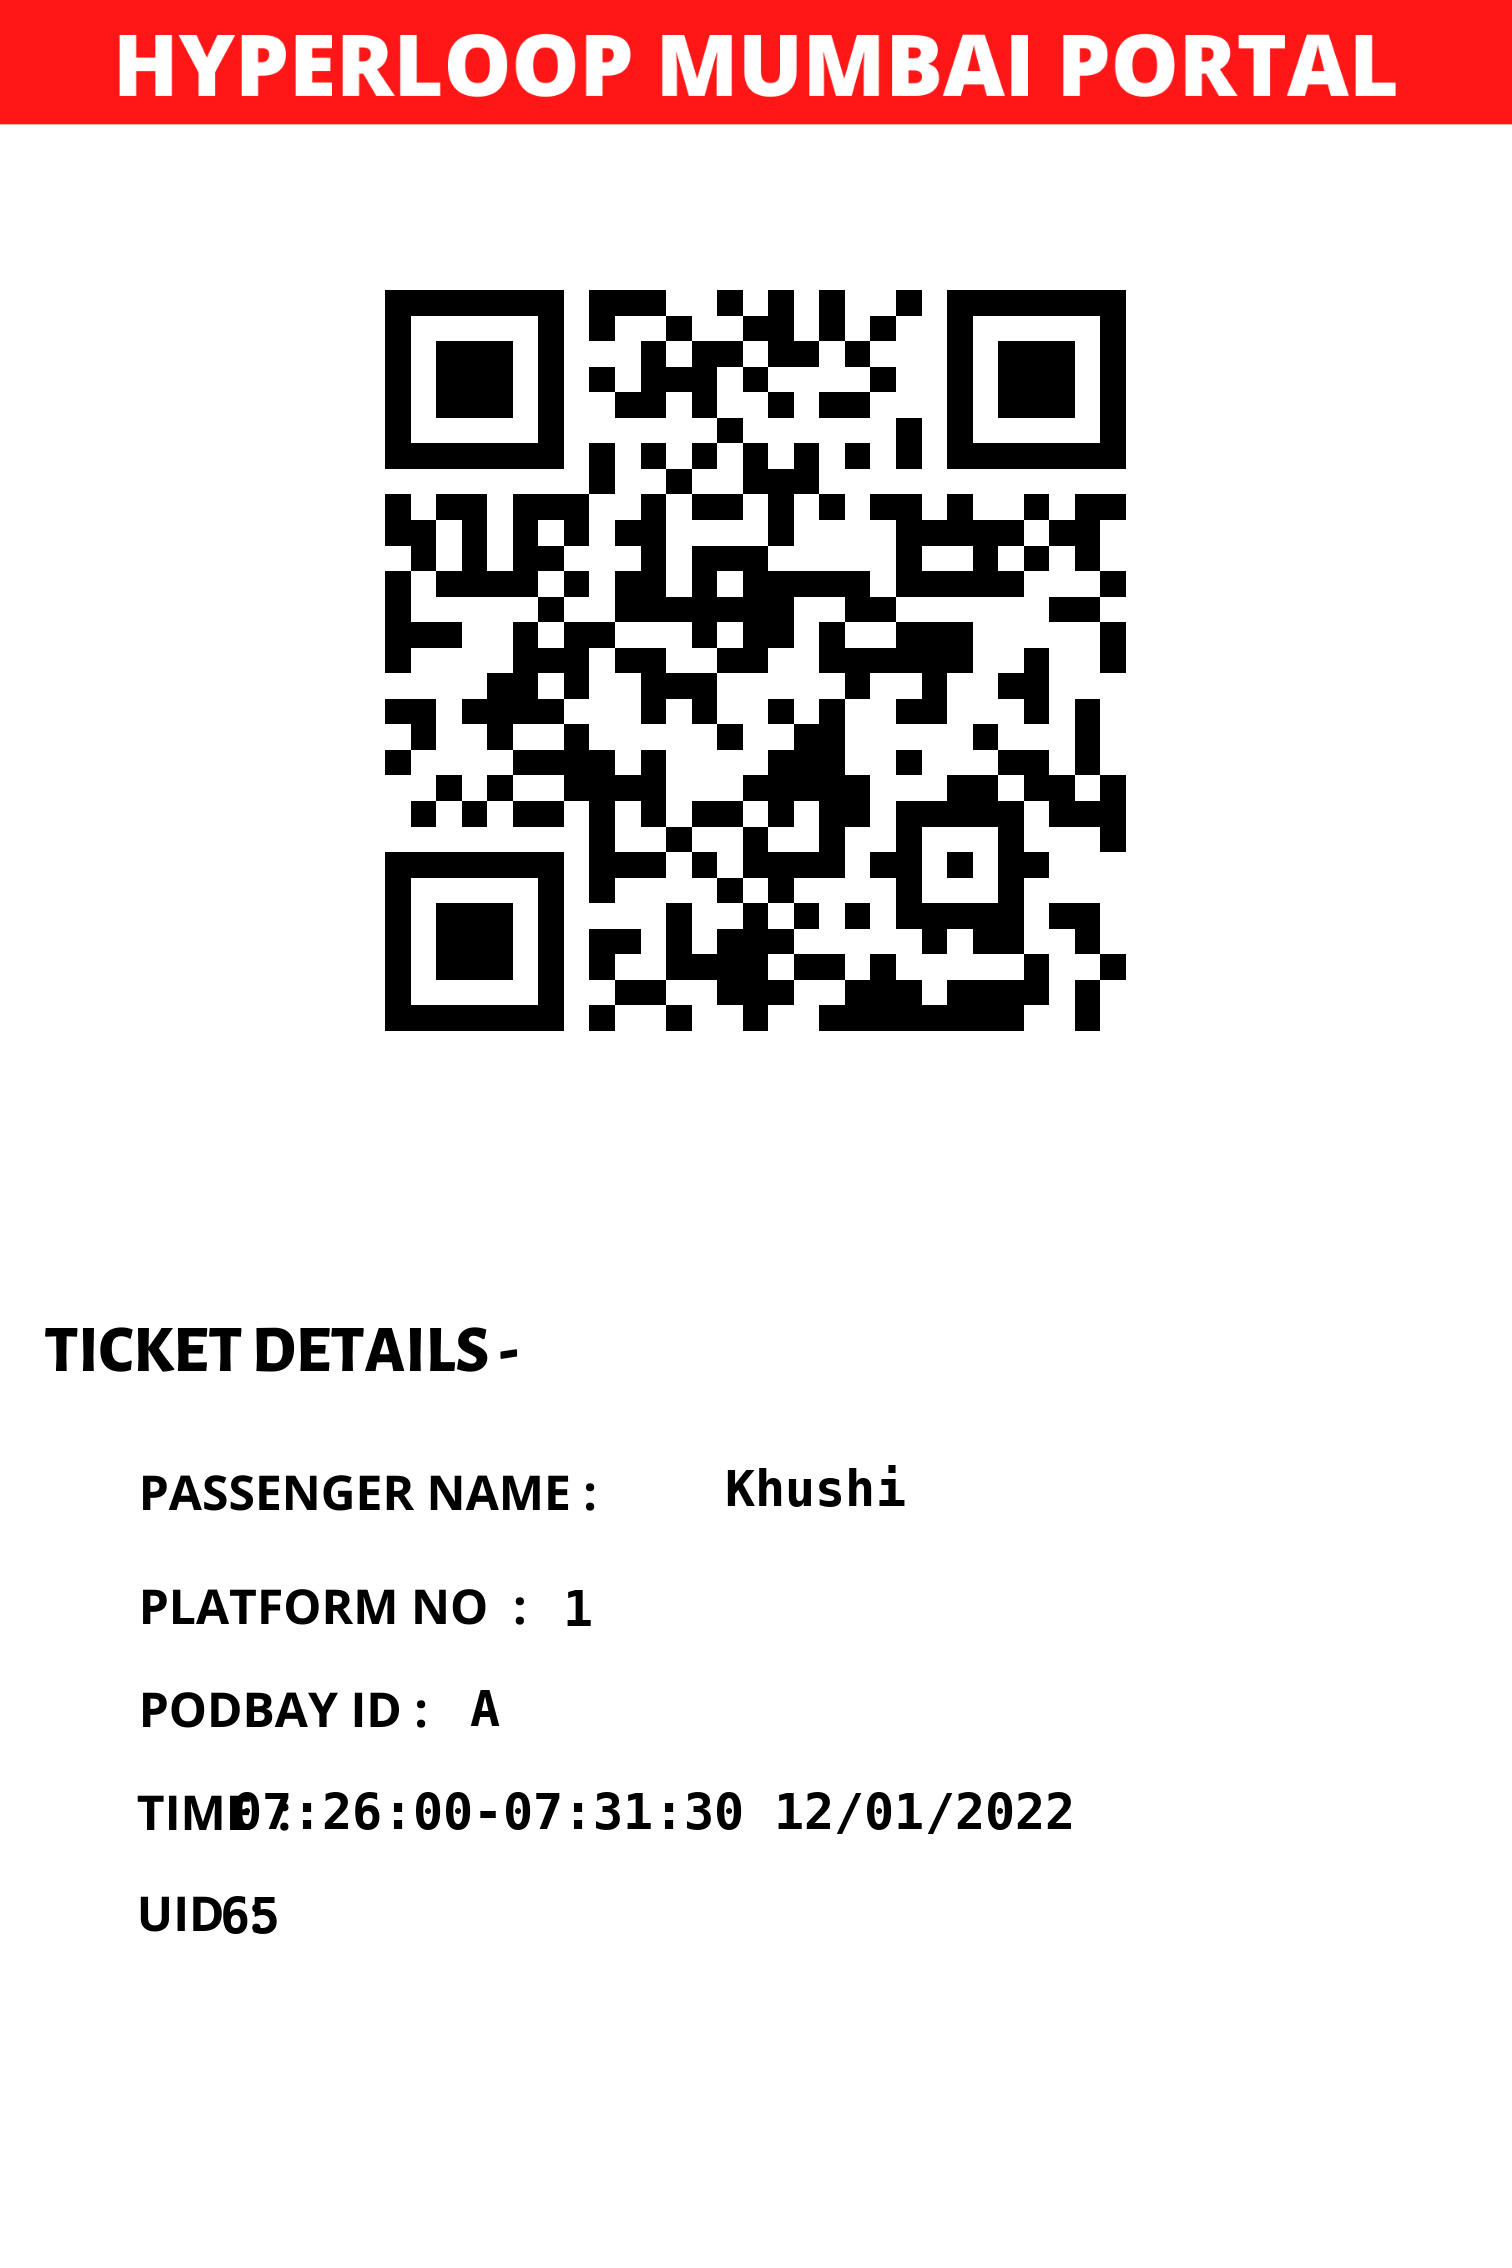 HYPERLOOP MUMBAI PORTAL
TICKET DETAILS -
PASSENGER NAME : Khushi
PLATFORM NO : 1
PODBAY ID : A
TIME : 07:26:00-07:31:30 12/01/2022
UID : 65